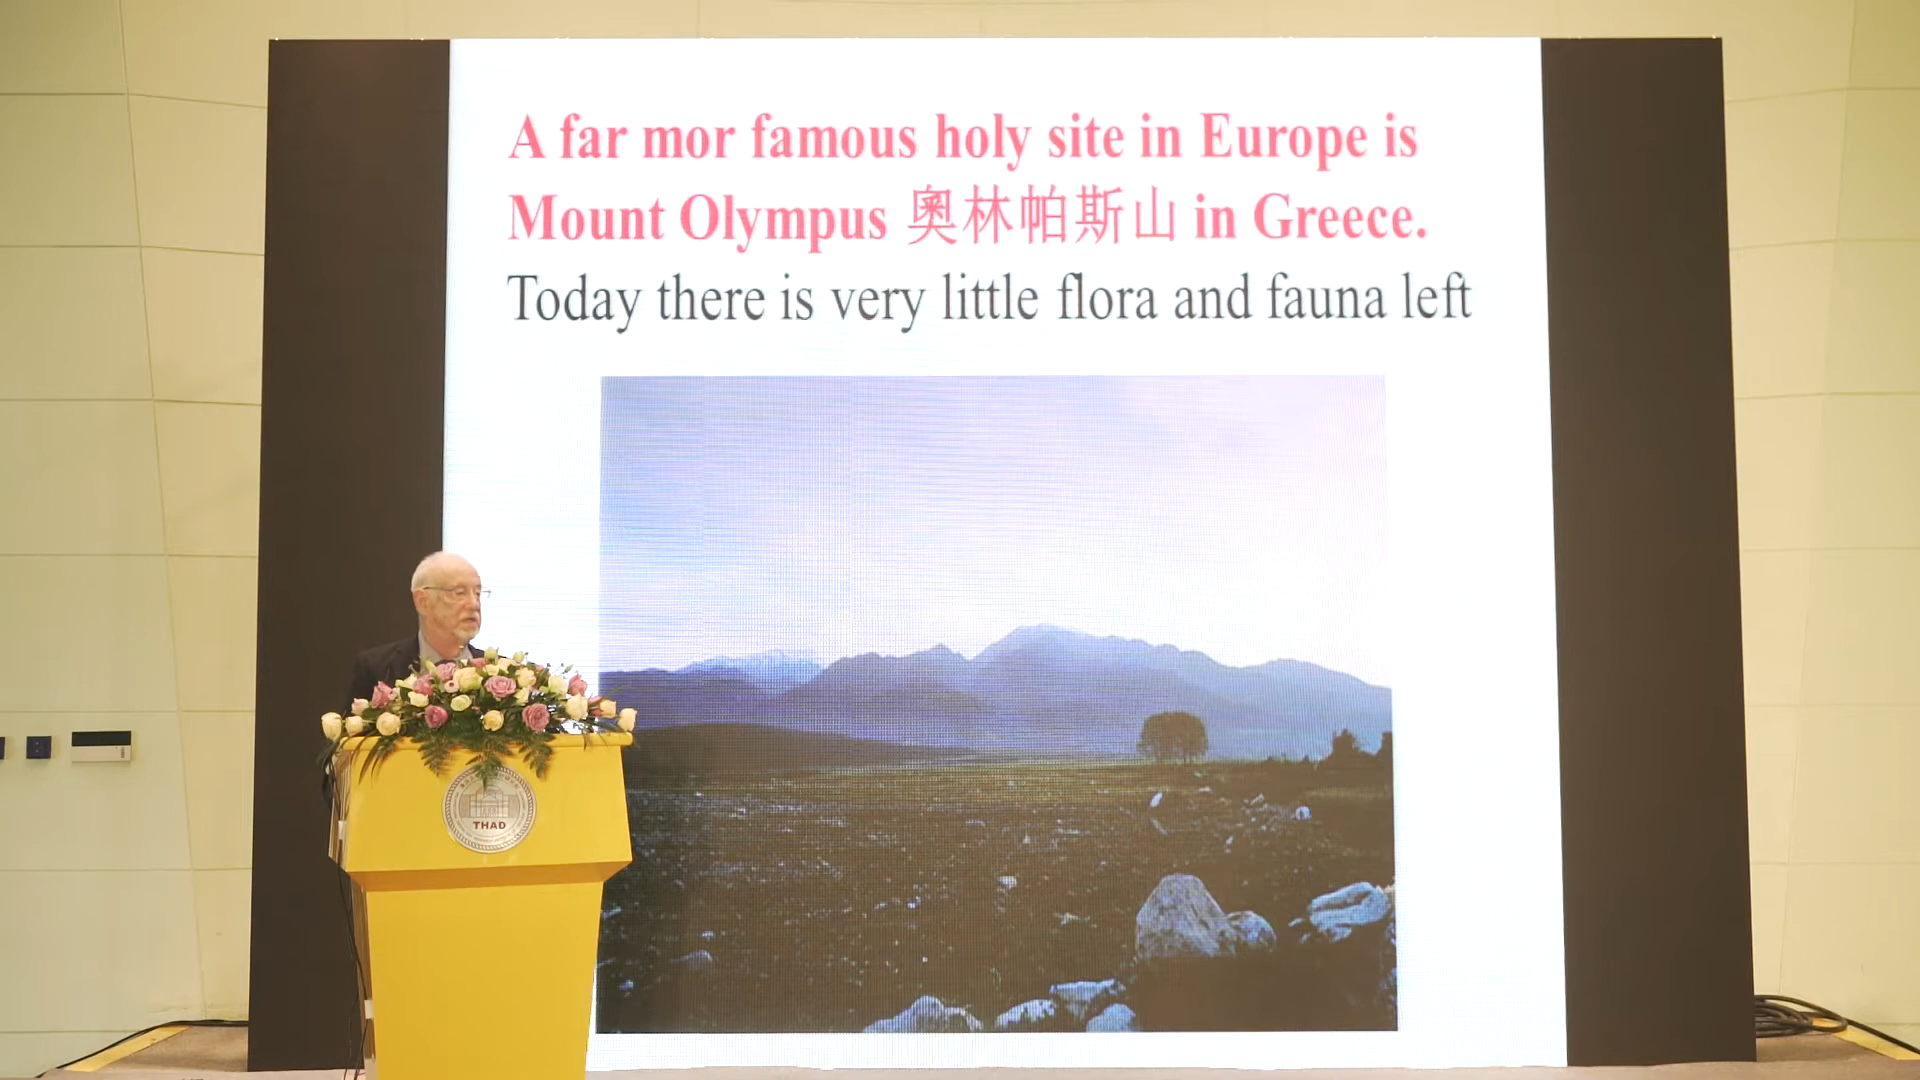 A far mor famous holy site in Europe is
Mount Olympus 奧林帕斯山 in Greece.
Today there is very little flora and fauna left
THAD